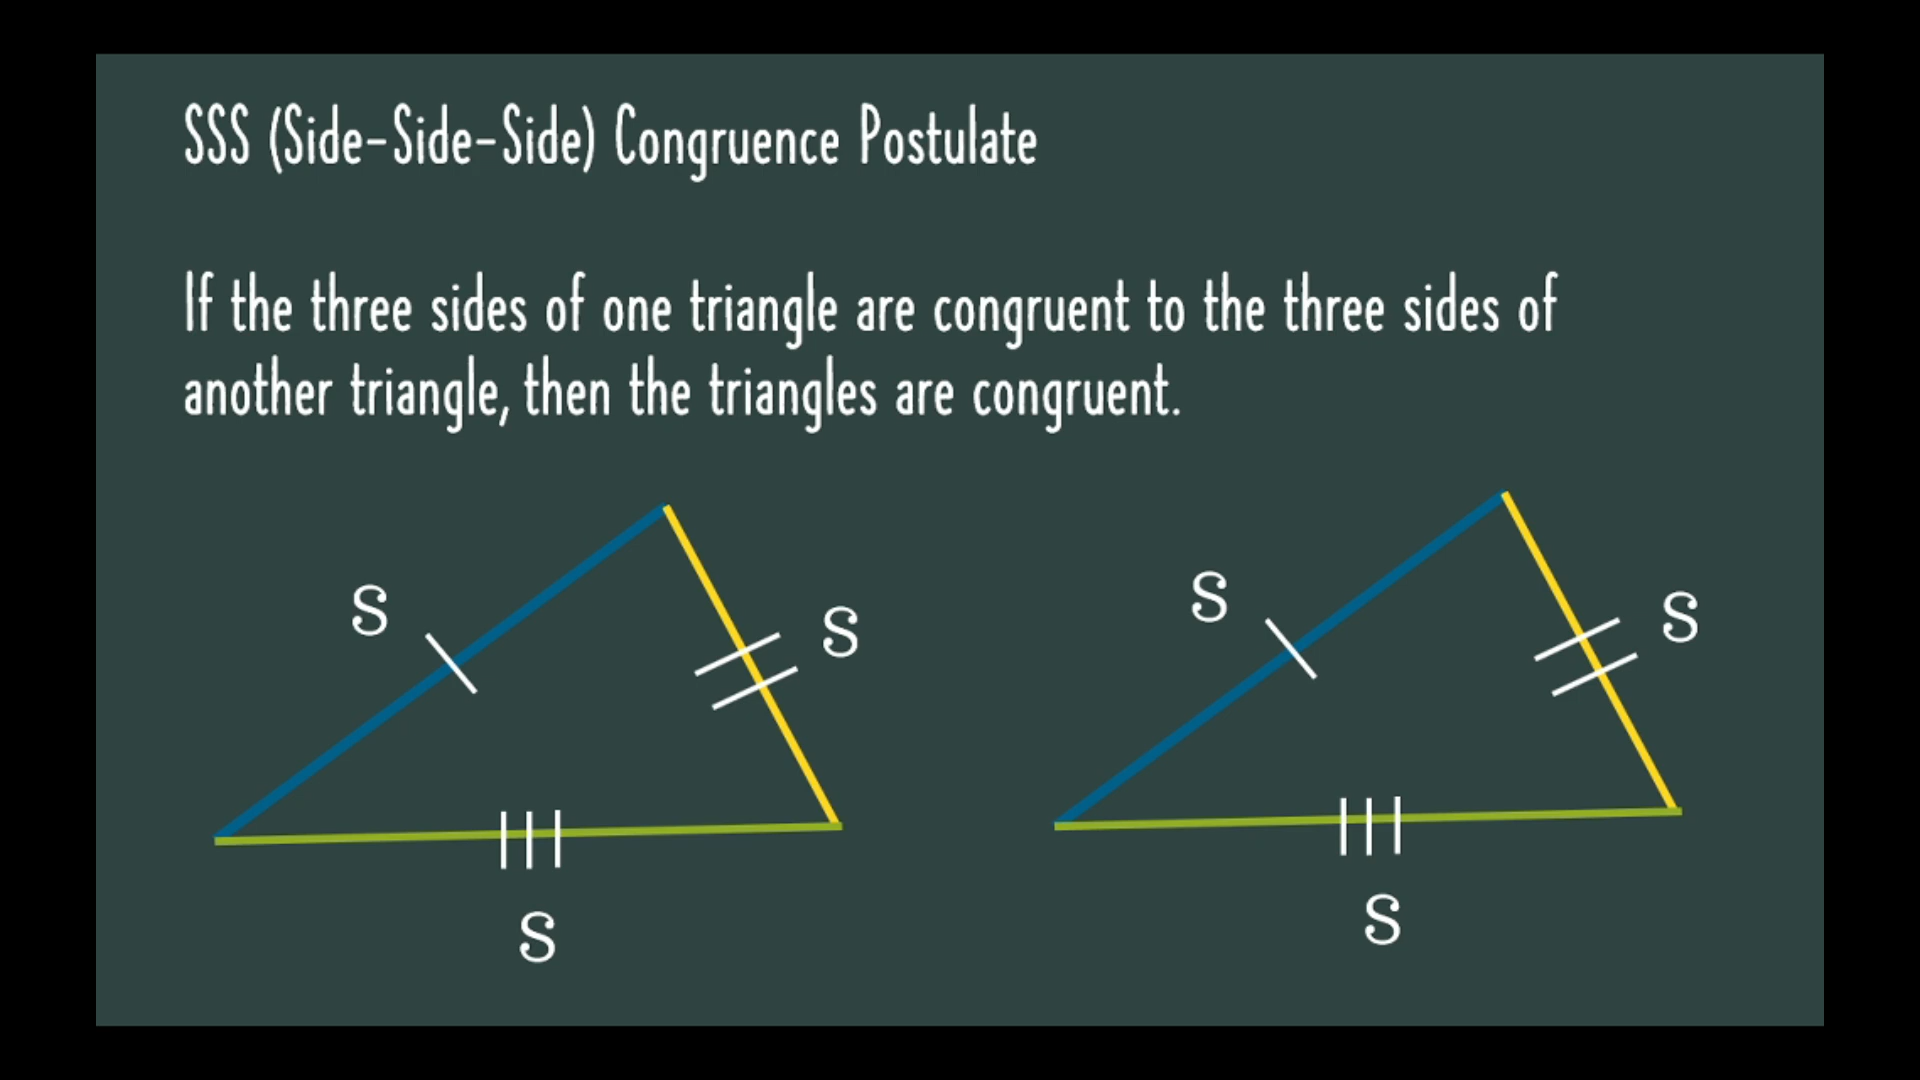 SSS (Side-Side-Side) Congruence Postulate
If the three sides of one triangle are congruent to the three sides of
another triangle, then the triangles are congruent.
S
S
S
S
S
S